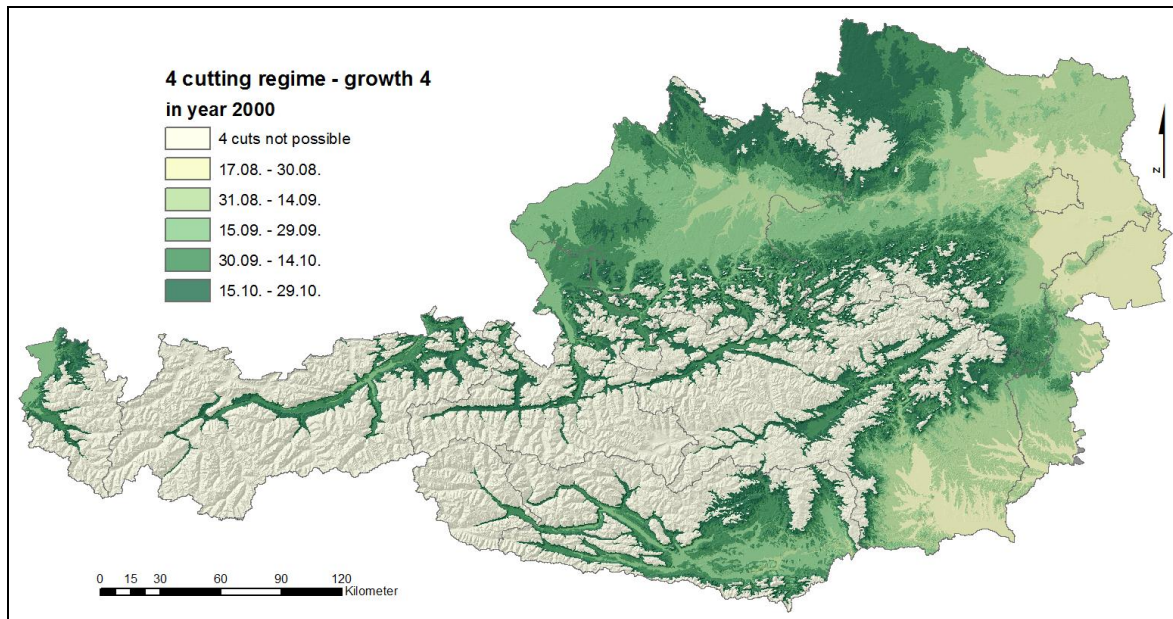 4 cutting regime - growth 4
in year 2000
4 cuts not possible
17.08. - 30.08.
31.08. - 14.09.
15.09. - 29.09.
30.09. - 14.10.
15.10. - 29.10.
N
0 15 30 60 90 120
Kilometer